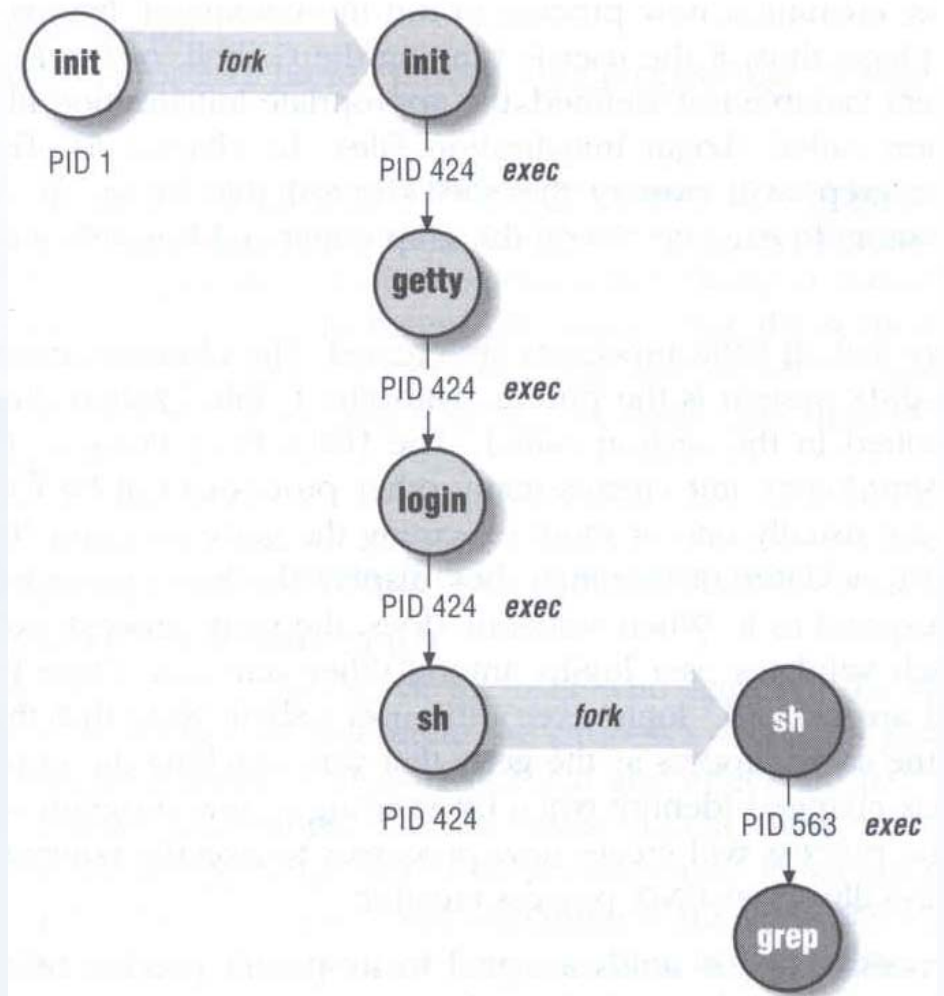 init
fork
init
PID 1
PID 424 exec
getty
PID 424 exec
login
PID 424 exec
sh
fork
sh
PID 424
PID 563 exec
grep